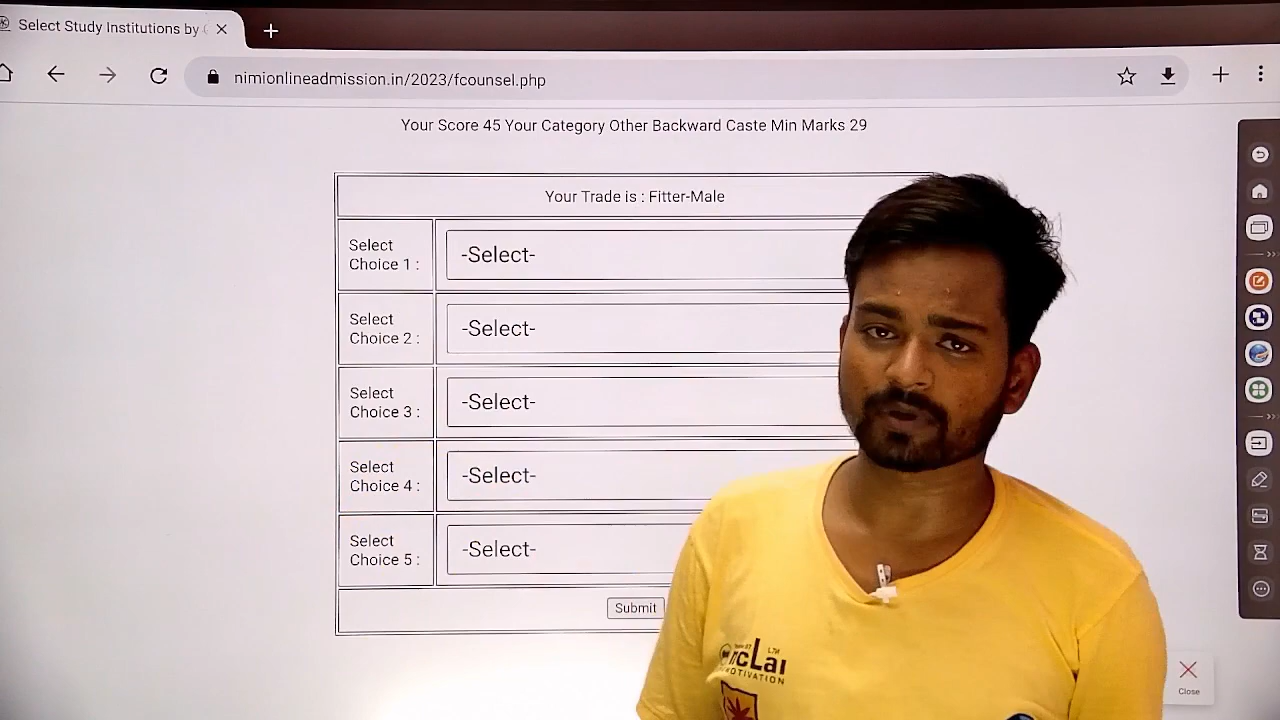 Select Study Institutions by
nimionlineadmission.in/2023/fcounsel.php
Your Score 45 Your Category Other Backward Caste Min Marks 29
Your Trade is : Fitter-Male
Select
Choice 1 :
-Select-
Select
Choice 2 :
-Select-
Select
Choice 3 :
-Select-
Select
Choice 4 :
-Select-
Select
Choice 5 :
-Select-
Submit
Close